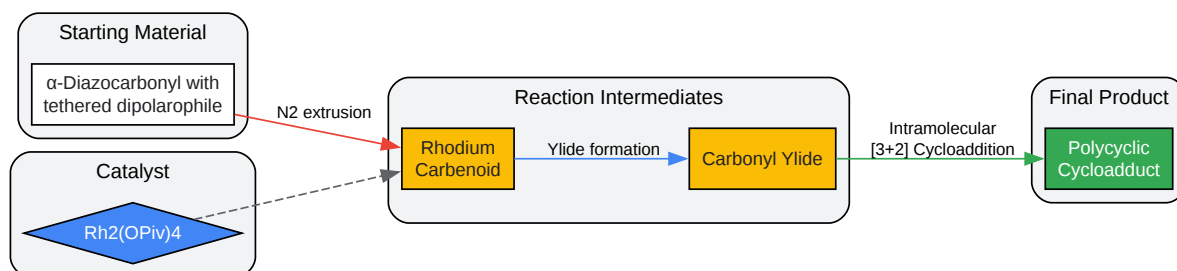 Starting Material
α-Diazocarbonyl with
tethered dipolarophile
N2 extrusion
Catalyst
Rh2(OPiv)4
Reaction Intermediates
Rhodium
Carbenoid
Ylide formation
Carbonyl Ylide
Intramolecular
[3+2] Cycloaddition
Final Product
Polycyclic
Cycloadduct